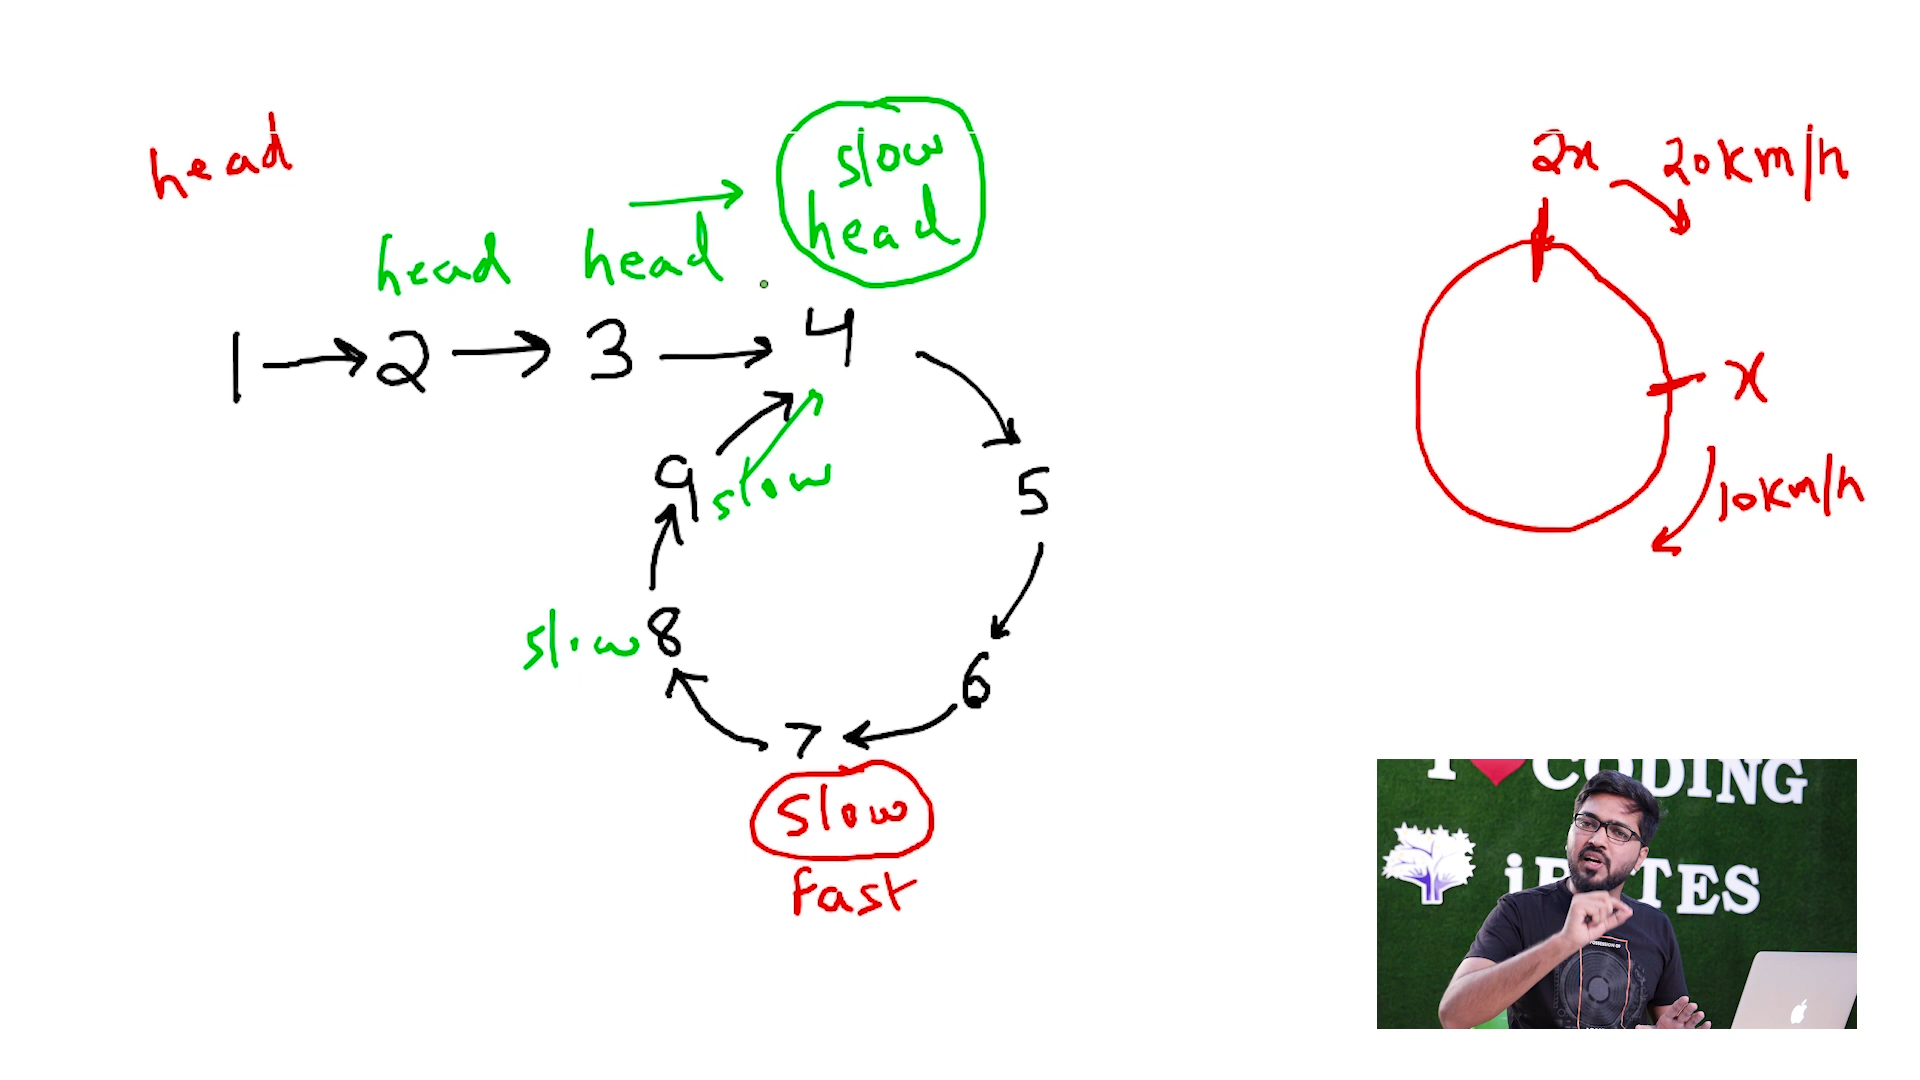 head
slow
head
head
head
1 → 2 → 3 → 4
9
slow
5
slow 8
6
7
slow
Fast
2x 20km/h
x
10km/h
I ❤ CODING